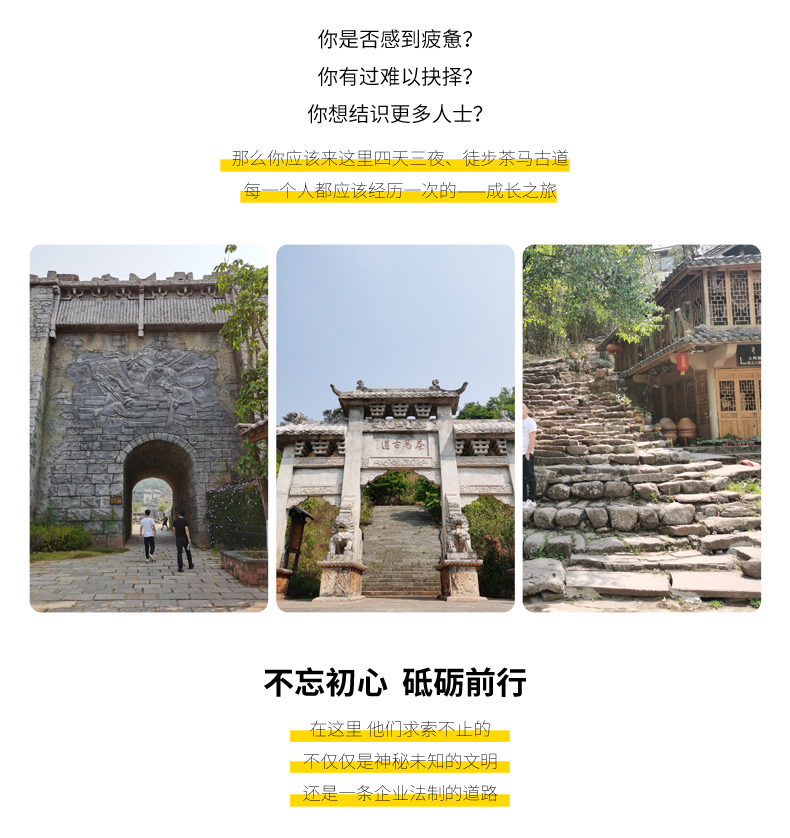 你是否感到疲惫？
你有过难以抉择？
你想结识更多人士？
那么你应该来这里四天三夜、徒步茶马古道
每一个人都应该经历一次的——成长之旅
道古馬茶
不忘初心 砥砺前行
在这里 他们求索不止的
不仅仅是神秘未知的文明
还是一条企业法制的道路